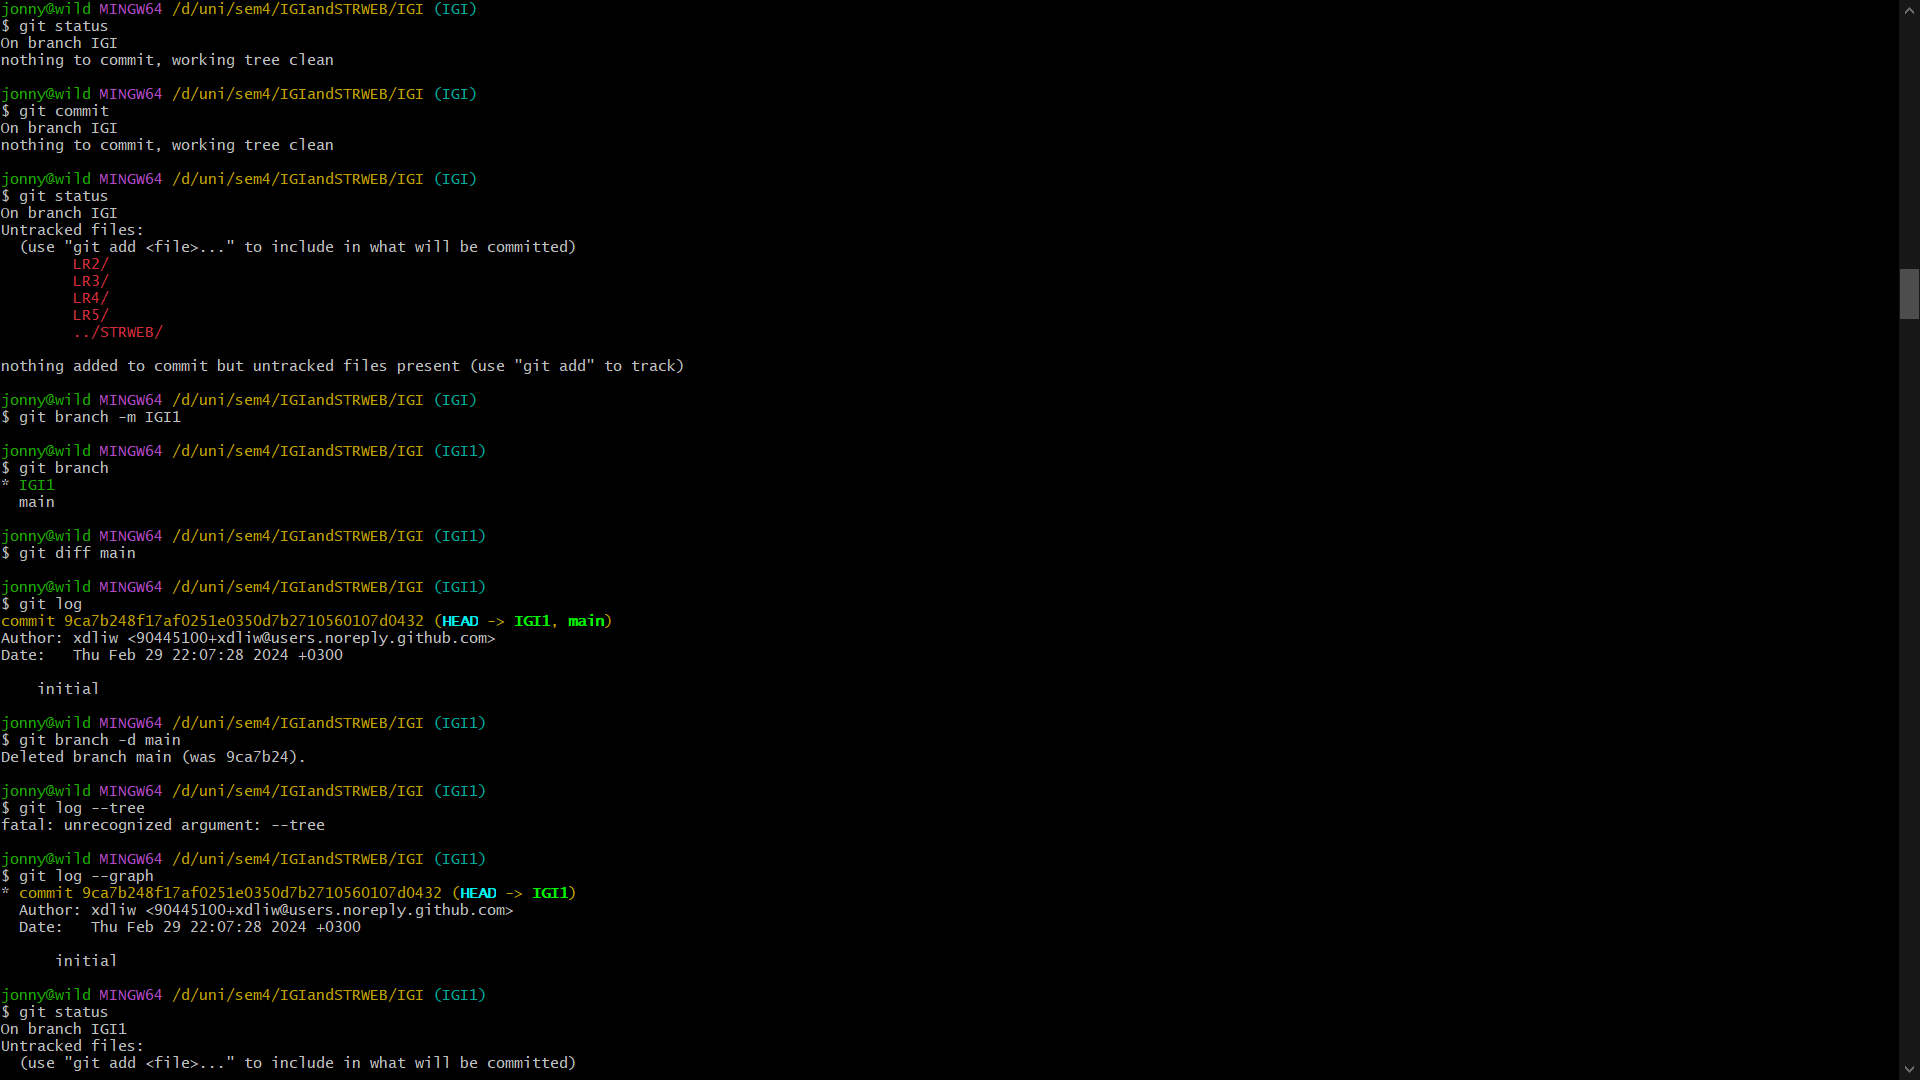 jonny@wild MINGW64 /d/uni/sem4/IGIandSTRWEB/IGI (IGI)
$ git status
On branch IGI
nothing to commit, working tree clean

jonny@wild MINGW64 /d/uni/sem4/IGIandSTRWEB/IGI (IGI)
$ git commit
On branch IGI
nothing to commit, working tree clean

jonny@wild MINGW64 /d/uni/sem4/IGIandSTRWEB/IGI (IGI)
$ git status
On branch IGI
Untracked files:
  (use "git add <file>..." to include in what will be committed)
        LR2/
        LR3/
        LR4/
        LR5/
        ../STRWEB/

nothing added to commit but untracked files present (use "git add" to track)

jonny@wild MINGW64 /d/uni/sem4/IGIandSTRWEB/IGI (IGI)
$ git branch -m IGI1

jonny@wild MINGW64 /d/uni/sem4/IGIandSTRWEB/IGI (IGI1)
$ git branch
* IGI1
  main

jonny@wild MINGW64 /d/uni/sem4/IGIandSTRWEB/IGI (IGI1)
$ git diff main

jonny@wild MINGW64 /d/uni/sem4/IGIandSTRWEB/IGI (IGI1)
$ git log
commit 9ca7b248f17af0251e0350d7b2710560107d0432 (HEAD -> IGI1, main)
Author: xdliw <90445100+xdliw@users.noreply.github.com>
Date:   Thu Feb 29 22:07:28 2024 +0300

    initial

jonny@wild MINGW64 /d/uni/sem4/IGIandSTRWEB/IGI (IGI1)
$ git branch -d main
Deleted branch main (was 9ca7b24).

jonny@wild MINGW64 /d/uni/sem4/IGIandSTRWEB/IGI (IGI1)
$ git log --tree
fatal: unrecognized argument: --tree

jonny@wild MINGW64 /d/uni/sem4/IGIandSTRWEB/IGI (IGI1)
$ git log --graph
* commit 9ca7b248f17af0251e0350d7b2710560107d0432 (HEAD -> IGI1)
  Author: xdliw <90445100+xdliw@users.noreply.github.com>
  Date:   Thu Feb 29 22:07:28 2024 +0300

      initial

jonny@wild MINGW64 /d/uni/sem4/IGIandSTRWEB/IGI (IGI1)
$ git status
On branch IGI1
Untracked files:
  (use "git add <file>..." to include in what will be committed)